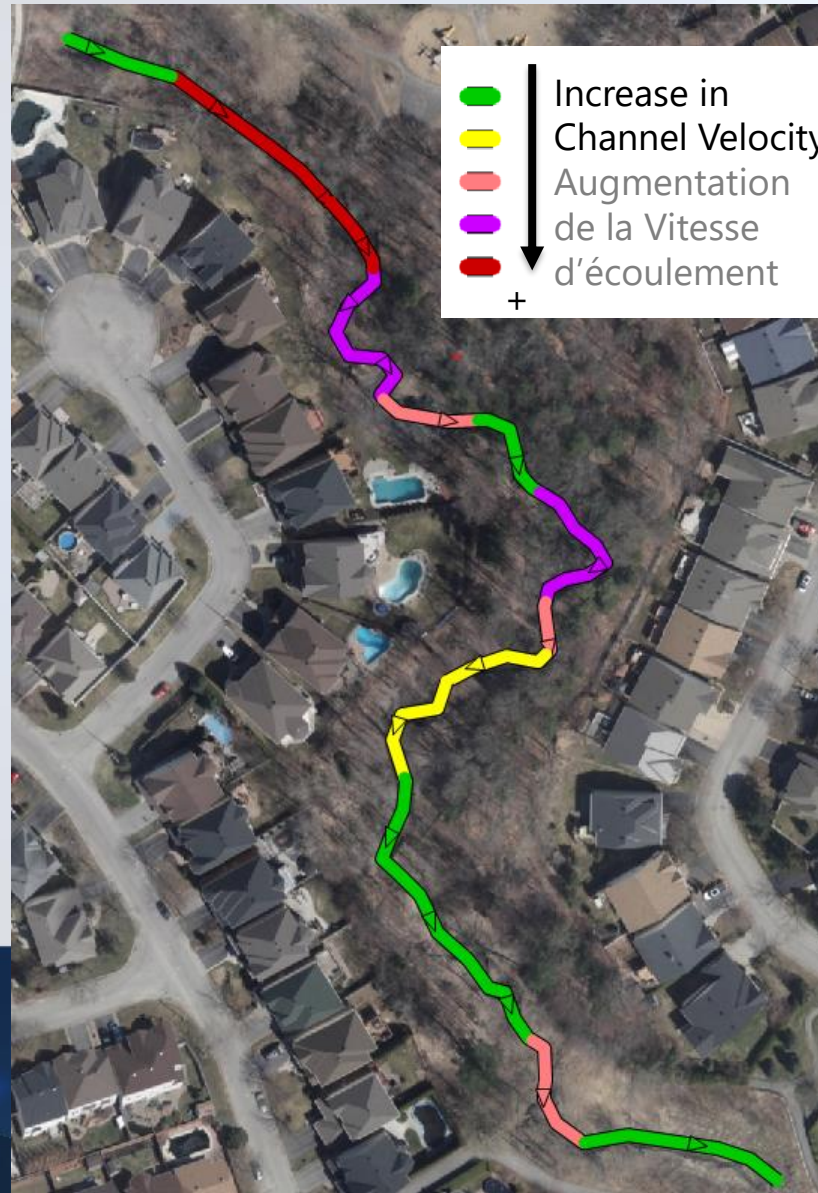 Increase in
Channel Velocity
Augmentation
de la Vitesse
d'écoulement
+